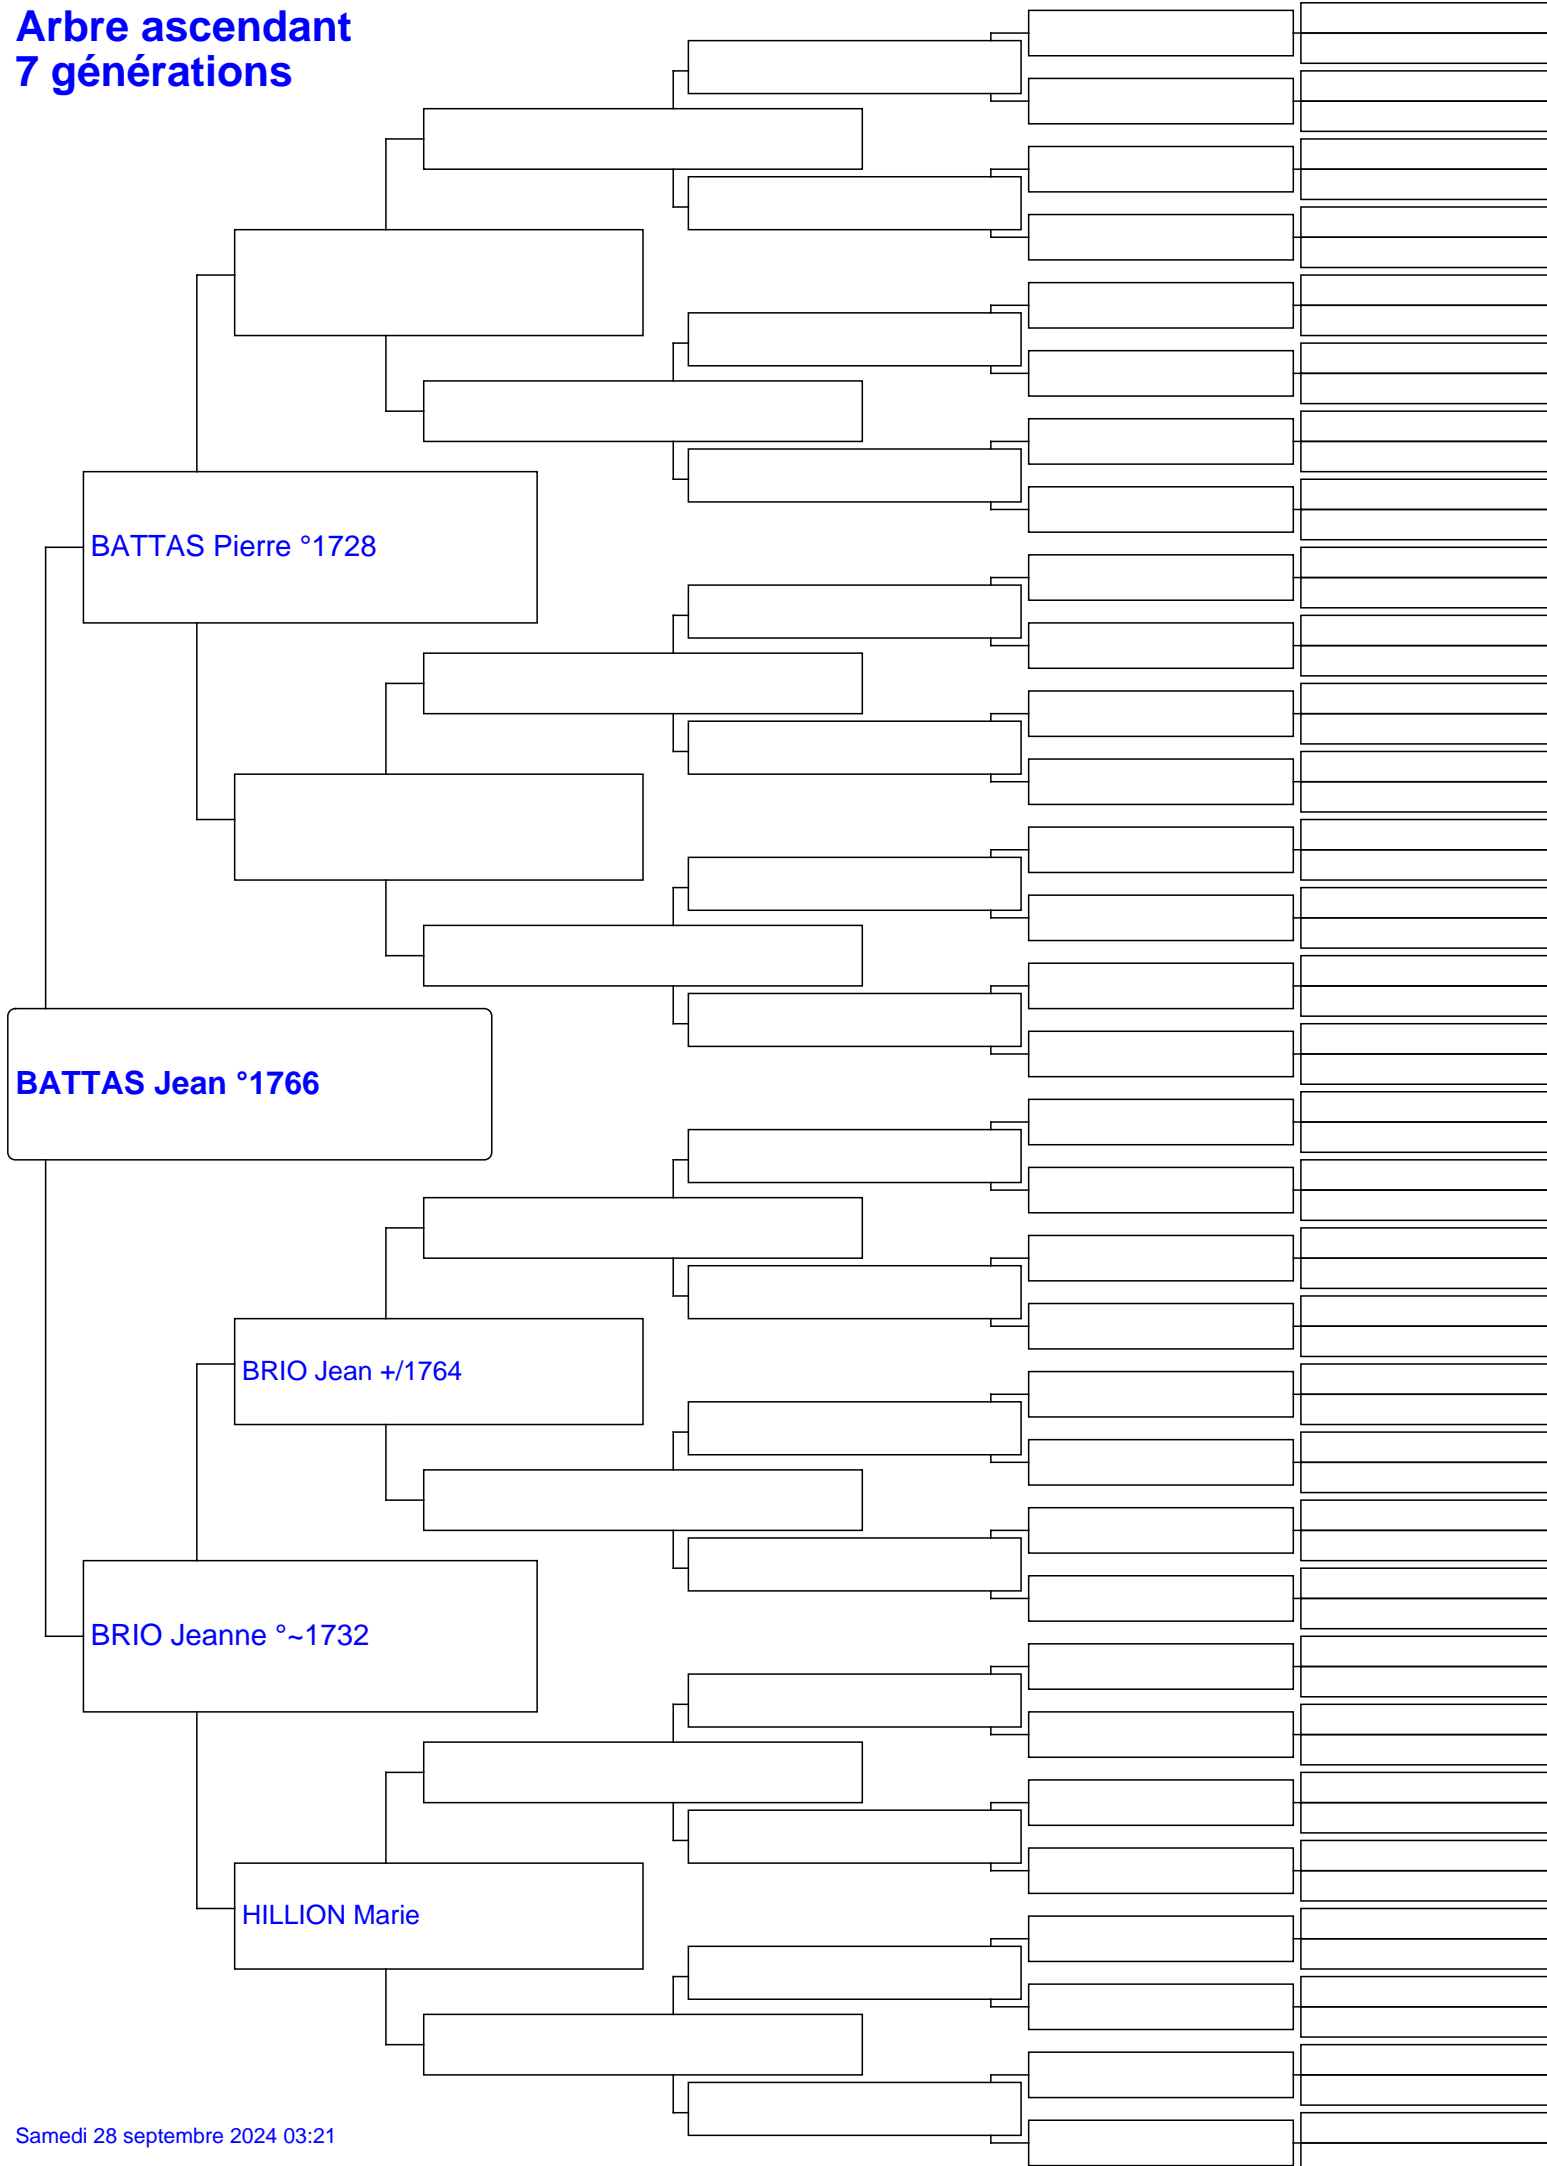 Arbre ascendant
7 générations
BATTAS Pierre °1728
BATTAS Jean °1766
BRIO Jean +/1764
BRIO Jeanne °~1732
HILLION Marie
Samedi 28 septembre 2024 03:21